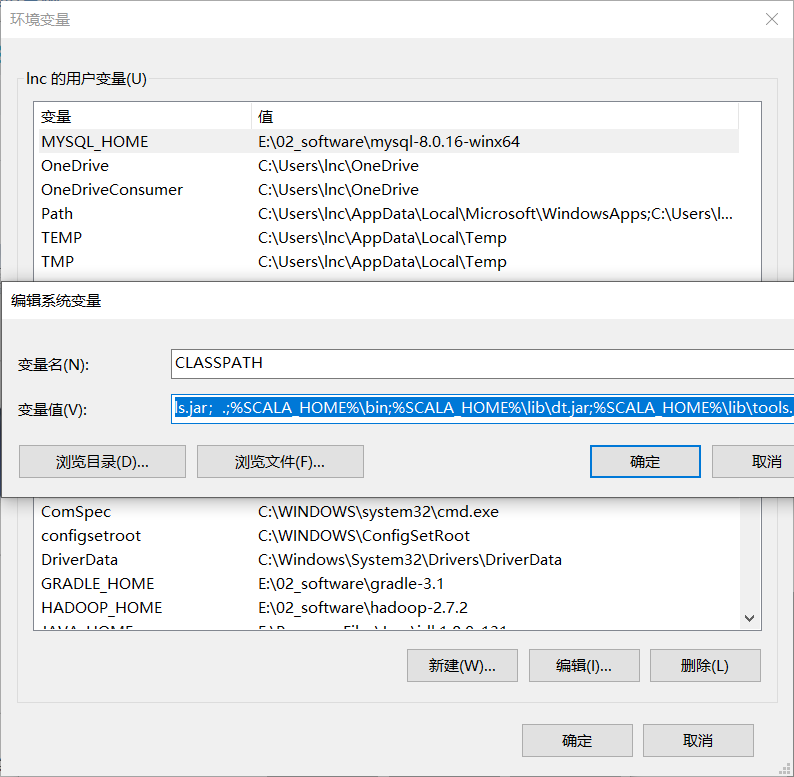 环境变量
lnc 的用户变量(U)
变量 值
MYSQL_HOME E:\02_software\mysql-8.0.16-winx64
OneDrive C:\Users\lnc\OneDrive
OneDriveConsumer C:\Users\lnc\OneDrive
Path C:\Users\lnc\AppData\Local\Microsoft\WindowsApps;C:\Users\l...
TEMP C:\Users\lnc\AppData\Local\Temp
TMP C:\Users\lnc\AppData\Local\Temp
编辑系统变量
变量名(N): CLASSPATH
变量值(V): ls.jar；.;%SCALA_HOME%\bin;%SCALA_HOME%\lib\dt.jar;%SCALA_HOME%\lib\tools.
浏览目录(D)... 浏览文件(F)... 确定 取消
ComSpec C:\WINDOWS\system32\cmd.exe
configsetroot C:\WINDOWS\ConfigSetRoot
DriverData C:\Windows\System32\Drivers\DriverData
GRADLE_HOME E:\02_software\gradle-3.1
HADOOP_HOME E:\02_software\hadoop-2.7.2
新建(W)... 编辑(I)... 删除(L)
确定 取消